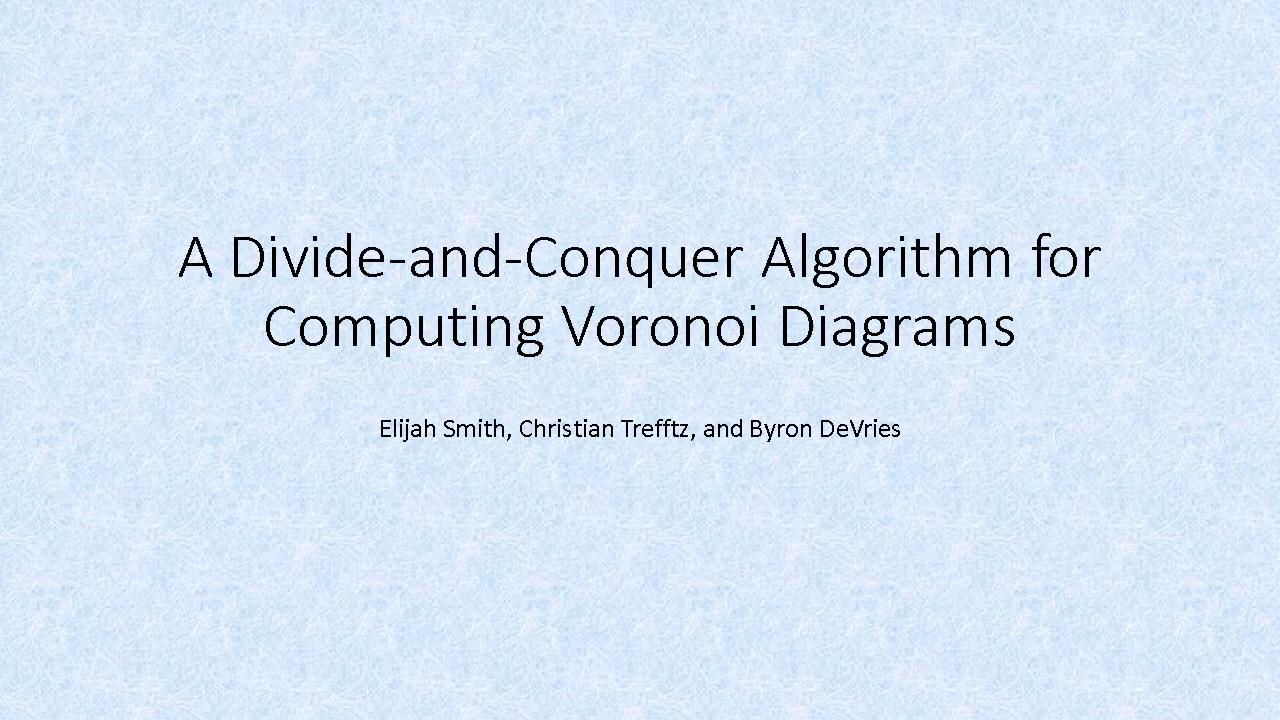 A Divide-and-Conquer Algorithm for
Computing Voronoi Diagrams
Elijah Smith, Christian Trefftz, and Byron DeVries